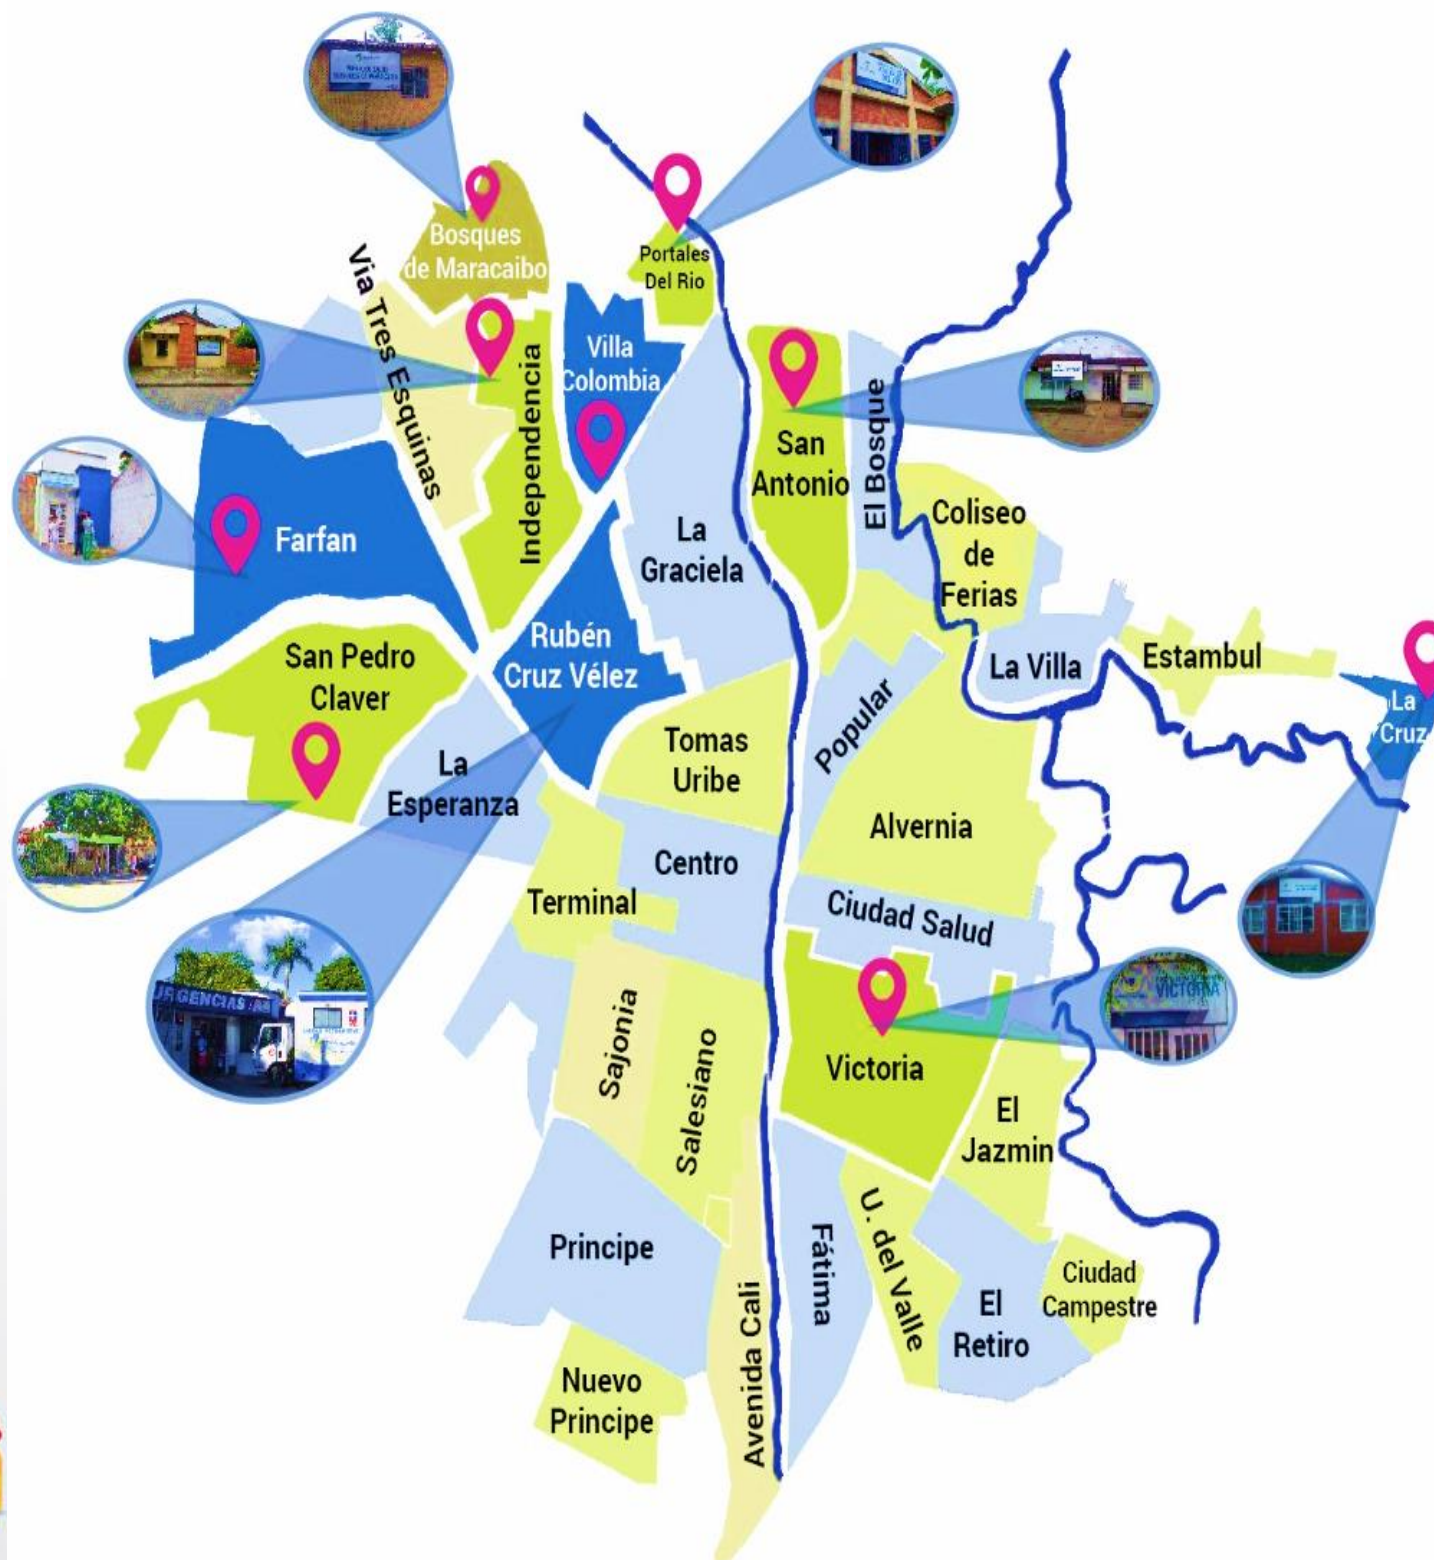 Bosques
de Maracaibo
Portales
Del Rio
Via Tres Esquinas
Independencia
Villa
Colombia
San
Antonio
El Bosque
Coliseo
de
Ferias
Farfan
La
Graciela
Rubén
Cruz Vélez
San Pedro
Claver
La Villa
Estambul
La
Cruz
Popular
Tomas
Uribe
La
Esperanza
Alvernia
Centro
Terminal
Ciudad Salud
URGENCIAS
VICTORIA
Sajonia
Salesiano
Victoria
El
Jazmin
Principe
Fátima
U. del Valle
Ciudad
Campestre
El
Retiro
Avenida Cali
Nuevo
Principe